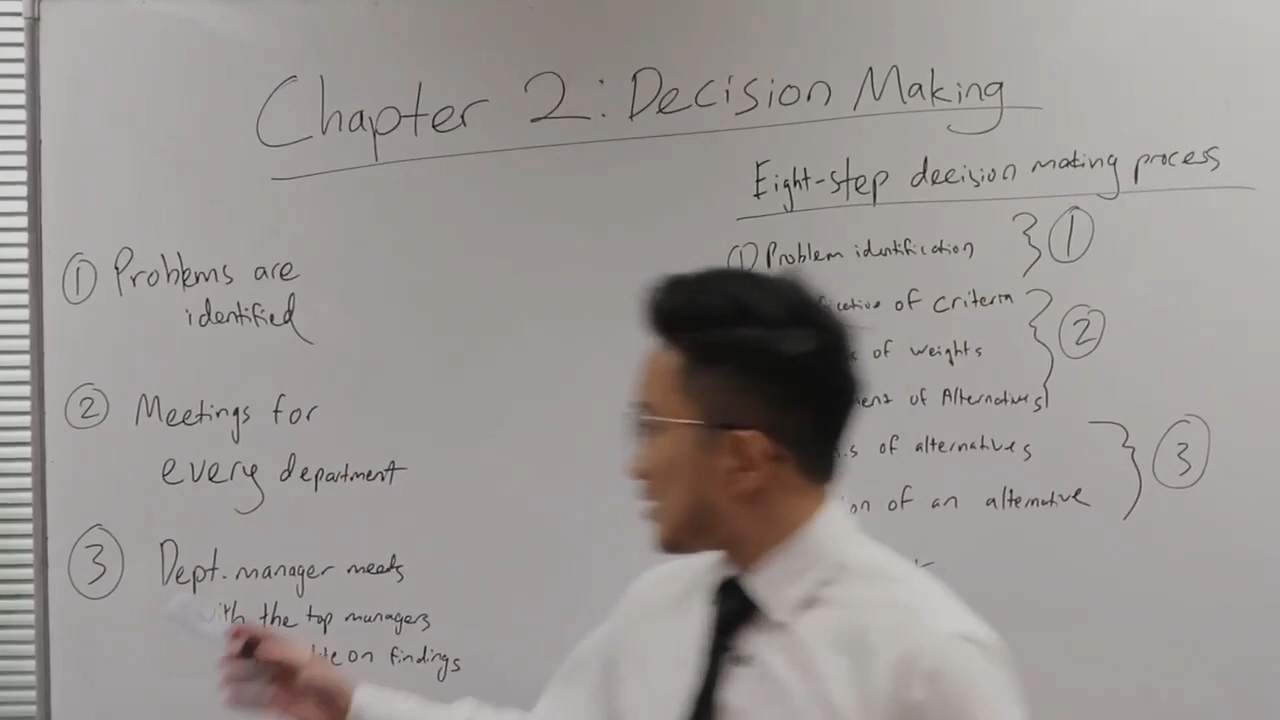 Chapter 2: Decision Making
Eight-step decision making process
① Problem identification } ①
of criteria
of weights } ②
of Alternatives
of alternatives
of an alternative } ③
① Problems are
identified
② Meetings for
every department
③ Dept. manager meets
the top managers
on findings